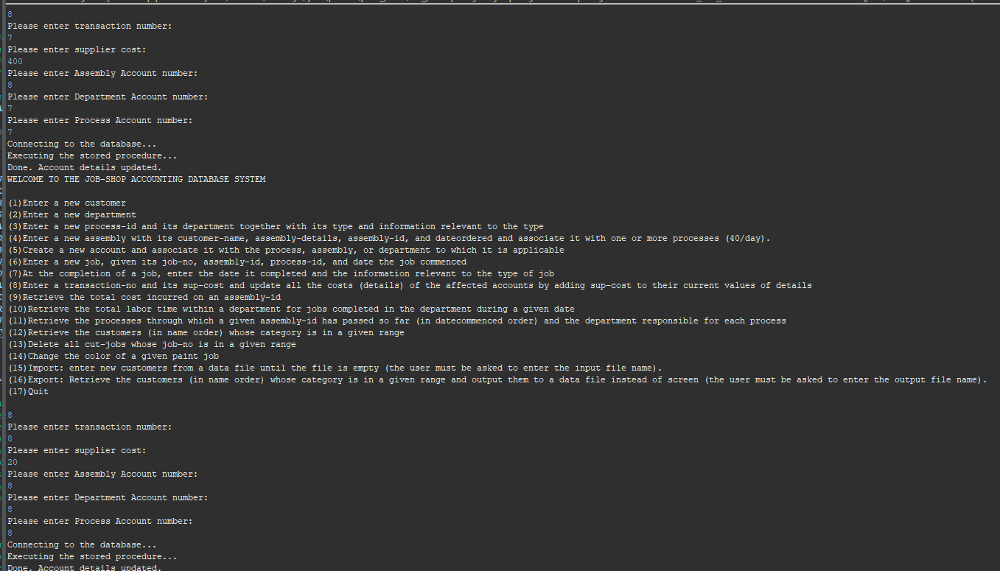 8
Please enter transaction number:
7
Please enter supplier cost:
400
Please enter Assembly Account number:
8
Please enter Department Account number:
7
Please enter Process Account number:
7
Connecting to the database...
Executing the stored procedure...
Done. Account details updated.
WELCOME TO THE JOB-SHOP ACCOUNTING DATABASE SYSTEM
(1)Enter a new customer
(2)Enter a new department
(3)Enter a new process-id and its department together with its type and information relevant to the type
(4)Enter a new assembly with its customer-name, assembly-details, assembly-id, and dateordered and associate it with one or more processes (40/day).
(5)Create a new account and associate it with the process, assembly, or department to which it is applicable
(6)Enter a new job, given its job-no, assembly-id, process-id, and date the job commenced
(7)At the completion of a job, enter the date it completed and the information relevant to the type of job
(8)Enter a transaction-no and its sup-cost and update all the costs (details) of the affected accounts by adding sup-cost to their current values of details
(9)Retrieve the total cost incurred on an assembly-id
(10)Retrieve the total labor time within a department for jobs completed in the department during a given date
(11)Retrieve the processes through which a given assembly-id has passed so far (in datecommenced order) and the department responsible for each process
(12)Retrieve the customers (in name order) whose category is in a given range
(13)Delete all cut-jobs whose job-no is in a given range
(14)Change the color of a given paint job
(15)Import: enter new customers from a data file until the file is empty (the user must be asked to enter the input file name).
(16)Export: Retrieve the customers (in name order) whose category is in a given range and output them to a data file instead of screen (the user must be asked to enter the output file name).
(17)Quit
8
Please enter transaction number:
8
Please enter supplier cost:
20
Please enter Assembly Account number:
8
Please enter Department Account number:
8
Please enter Process Account number:
8
Connecting to the database...
Executing the stored procedure...
Done. Account details updated.